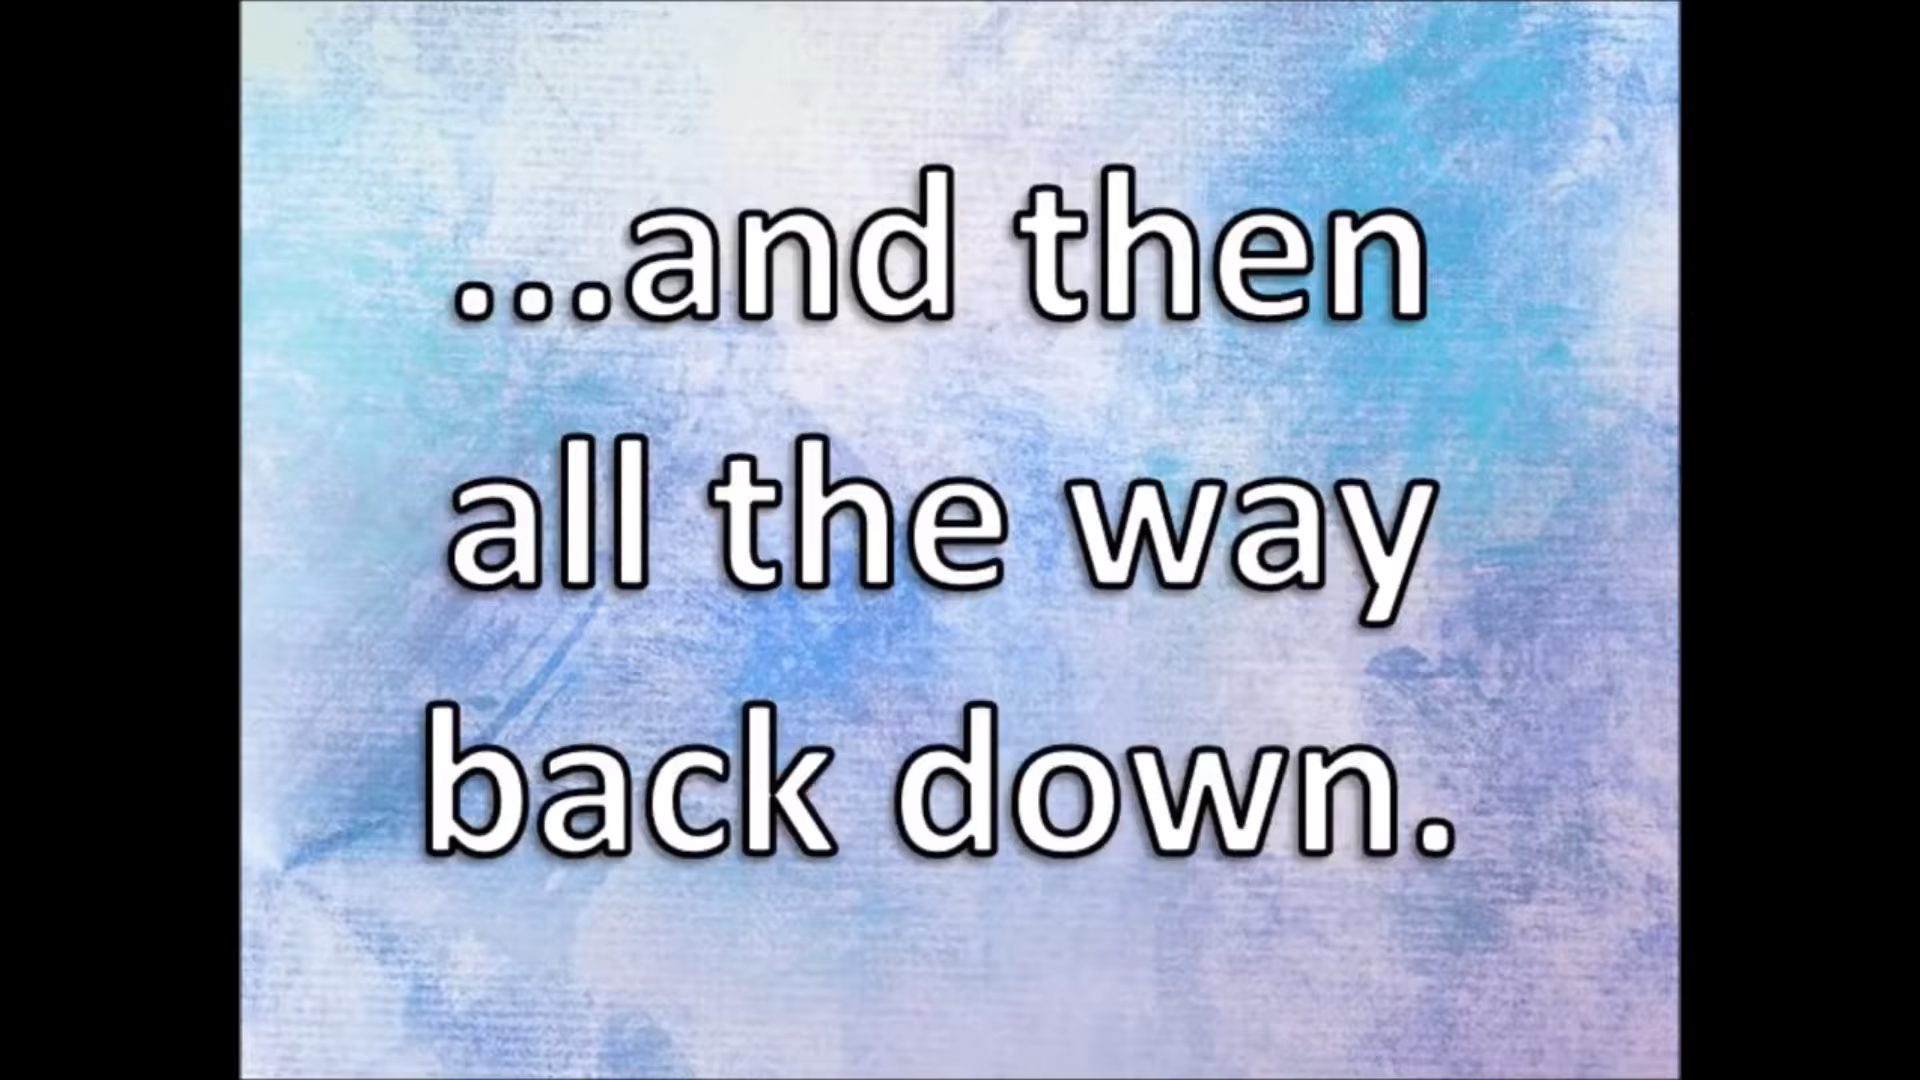 ...and then
all the way
back down.